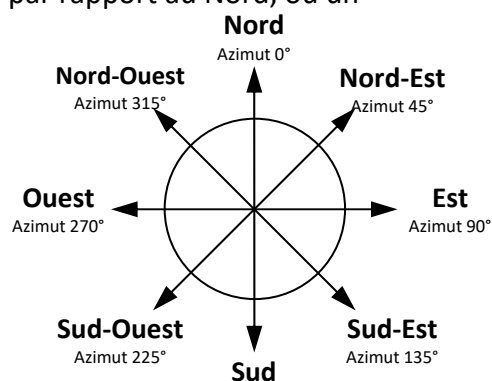 par rapport au Nord, ou un
Nord
Azimut 0°
Nord-Ouest
Azimut 315°
Nord-Est
Azimut 45°
Ouest
Azimut 270°
Est
Azimut 90°
Sud-Ouest
Azimut 225°
Sud-Est
Azimut 135°
Sud